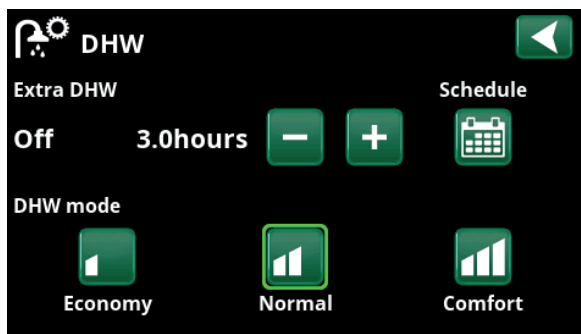 DHW
Extra DHW Schedule
Off 3.0hours
DHW mode
Economy Normal Comfort